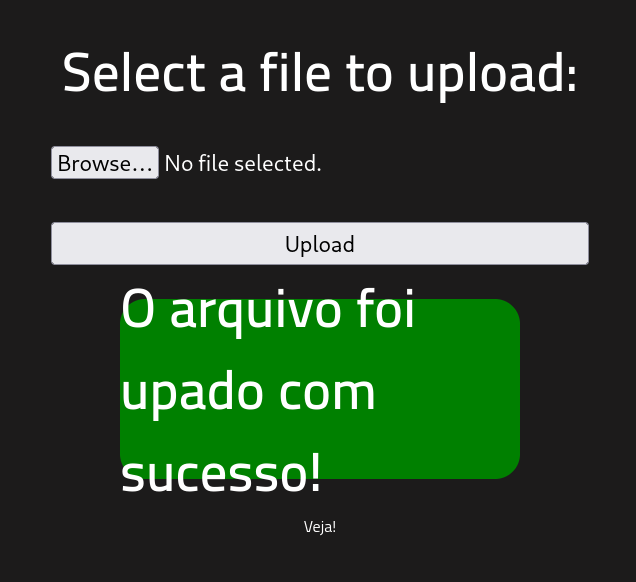 Select a file to upload:
Browse... No file selected.
Upload
O arquivo foi
upado com
sucesso!
Veja!